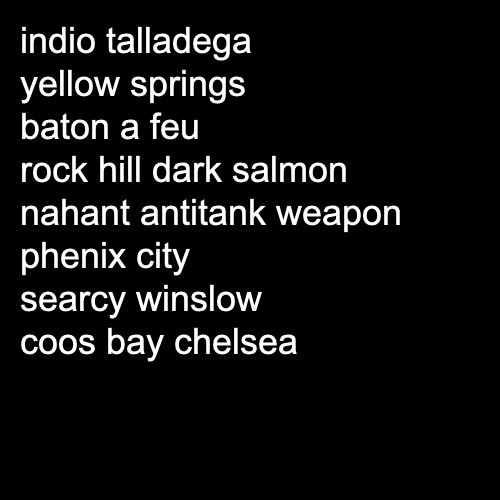 indio talladega
yellow springs
baton a feu
rock hill dark salmon
nahant antitank weapon
phenix city
searcy winslow
coos bay chelsea